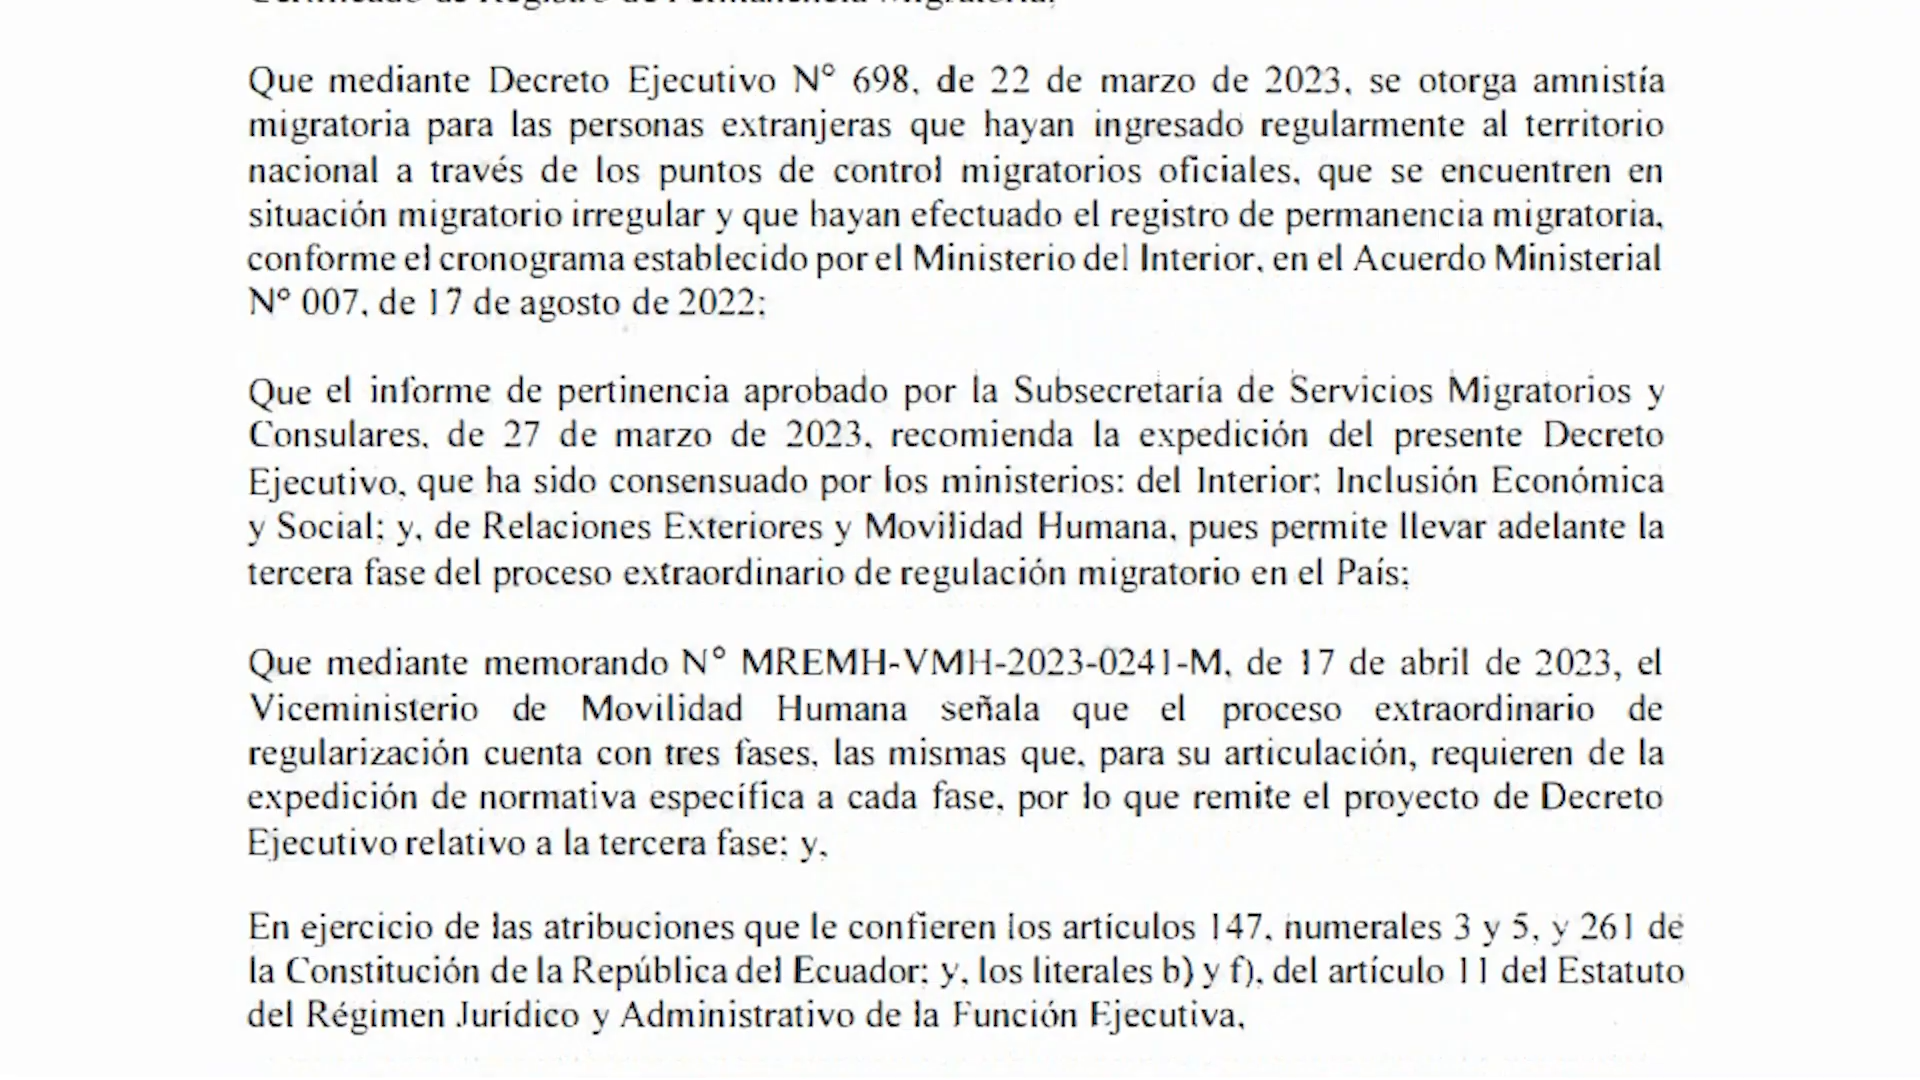 Certificado de Registro de Permanencia Migratoria,
Que mediante Decreto Ejecutivo N° 698, de 22 de marzo de 2023, se otorga amnistía
migratoria para las personas extranjeras que hayan ingresado regularmente al territorio
nacional a través de los puntos de control migratorios oficiales, que se encuentren en
situación migratorio irregular y que hayan efectuado el registro de permanencia migratoria,
conforme el cronograma establecido por el Ministerio del Interior, en el Acuerdo Ministerial
N° 007, de 17 de agosto de 2022;
Que el informe de pertinencia aprobado por la Subsecretaría de Servicios Migratorios y
Consulares, de 27 de marzo de 2023, recomienda la expedición del presente Decreto
Ejecutivo, que ha sido consensuado por los ministerios: del Interior; Inclusión Económica
y Social; y, de Relaciones Exteriores y Movilidad Humana, pues permite llevar adelante la
tercera fase del proceso extraordinario de regulación migratorio en el País;
Que mediante memorando N° MREMH-VMH-2023-0241-M, de 17 de abril de 2023, el
Viceministerio de Movilidad Humana señala que el proceso extraordinario de
regularización cuenta con tres fases, las mismas que, para su articulación, requieren de la
expedición de normativa específica a cada fase, por lo que remite el proyecto de Decreto
Ejecutivo relativo a la tercera fase; y,
En ejercicio de las atribuciones que le confieren los artículos 147, numerales 3 y 5, y 261 de
la Constitución de la República del Ecuador; y, los literales b) y f), del artículo 11 del Estatuto
del Régimen Jurídico y Administrativo de la Función Ejecutiva,